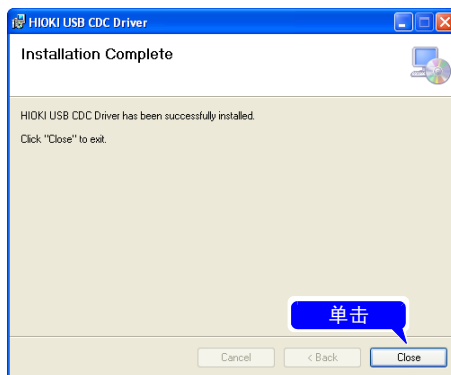 HIOKI USB CDC Driver
Installation Complete
HIOKI USB CDC Driver has been successfully installed.
Click "Close" to exit.
单击
Cancel < Back Close